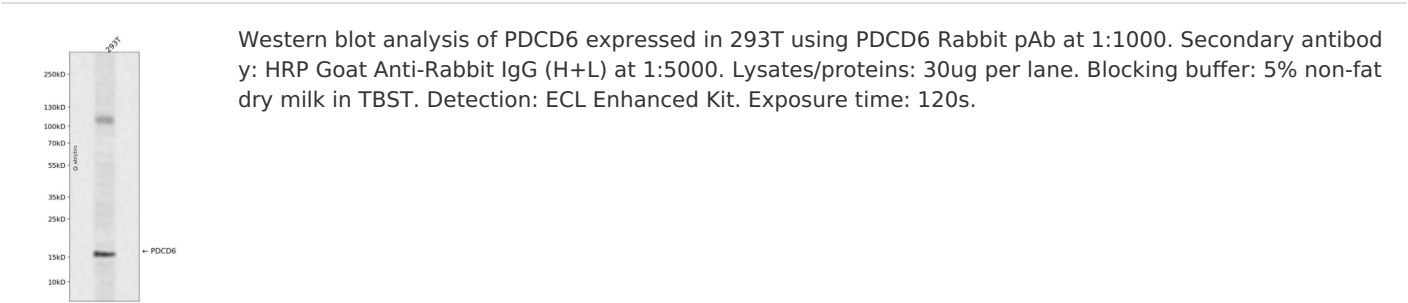 293T
Western blot analysis of PDCD6 expressed in 293T using PDCD6 Rabbit pAb at 1:1000. Secondary antibod
y: HRP Goat Anti-Rabbit IgG (H+L) at 1:5000. Lysates/proteins: 30ug per lane. Blocking buffer: 5% non-fat
dry milk in TBST. Detection: ECL Enhanced Kit. Exposure time: 120s.
250kD
130kD
100kD
70kD
55kD
35kD
25kD
← PDCD6
15kD
10kD